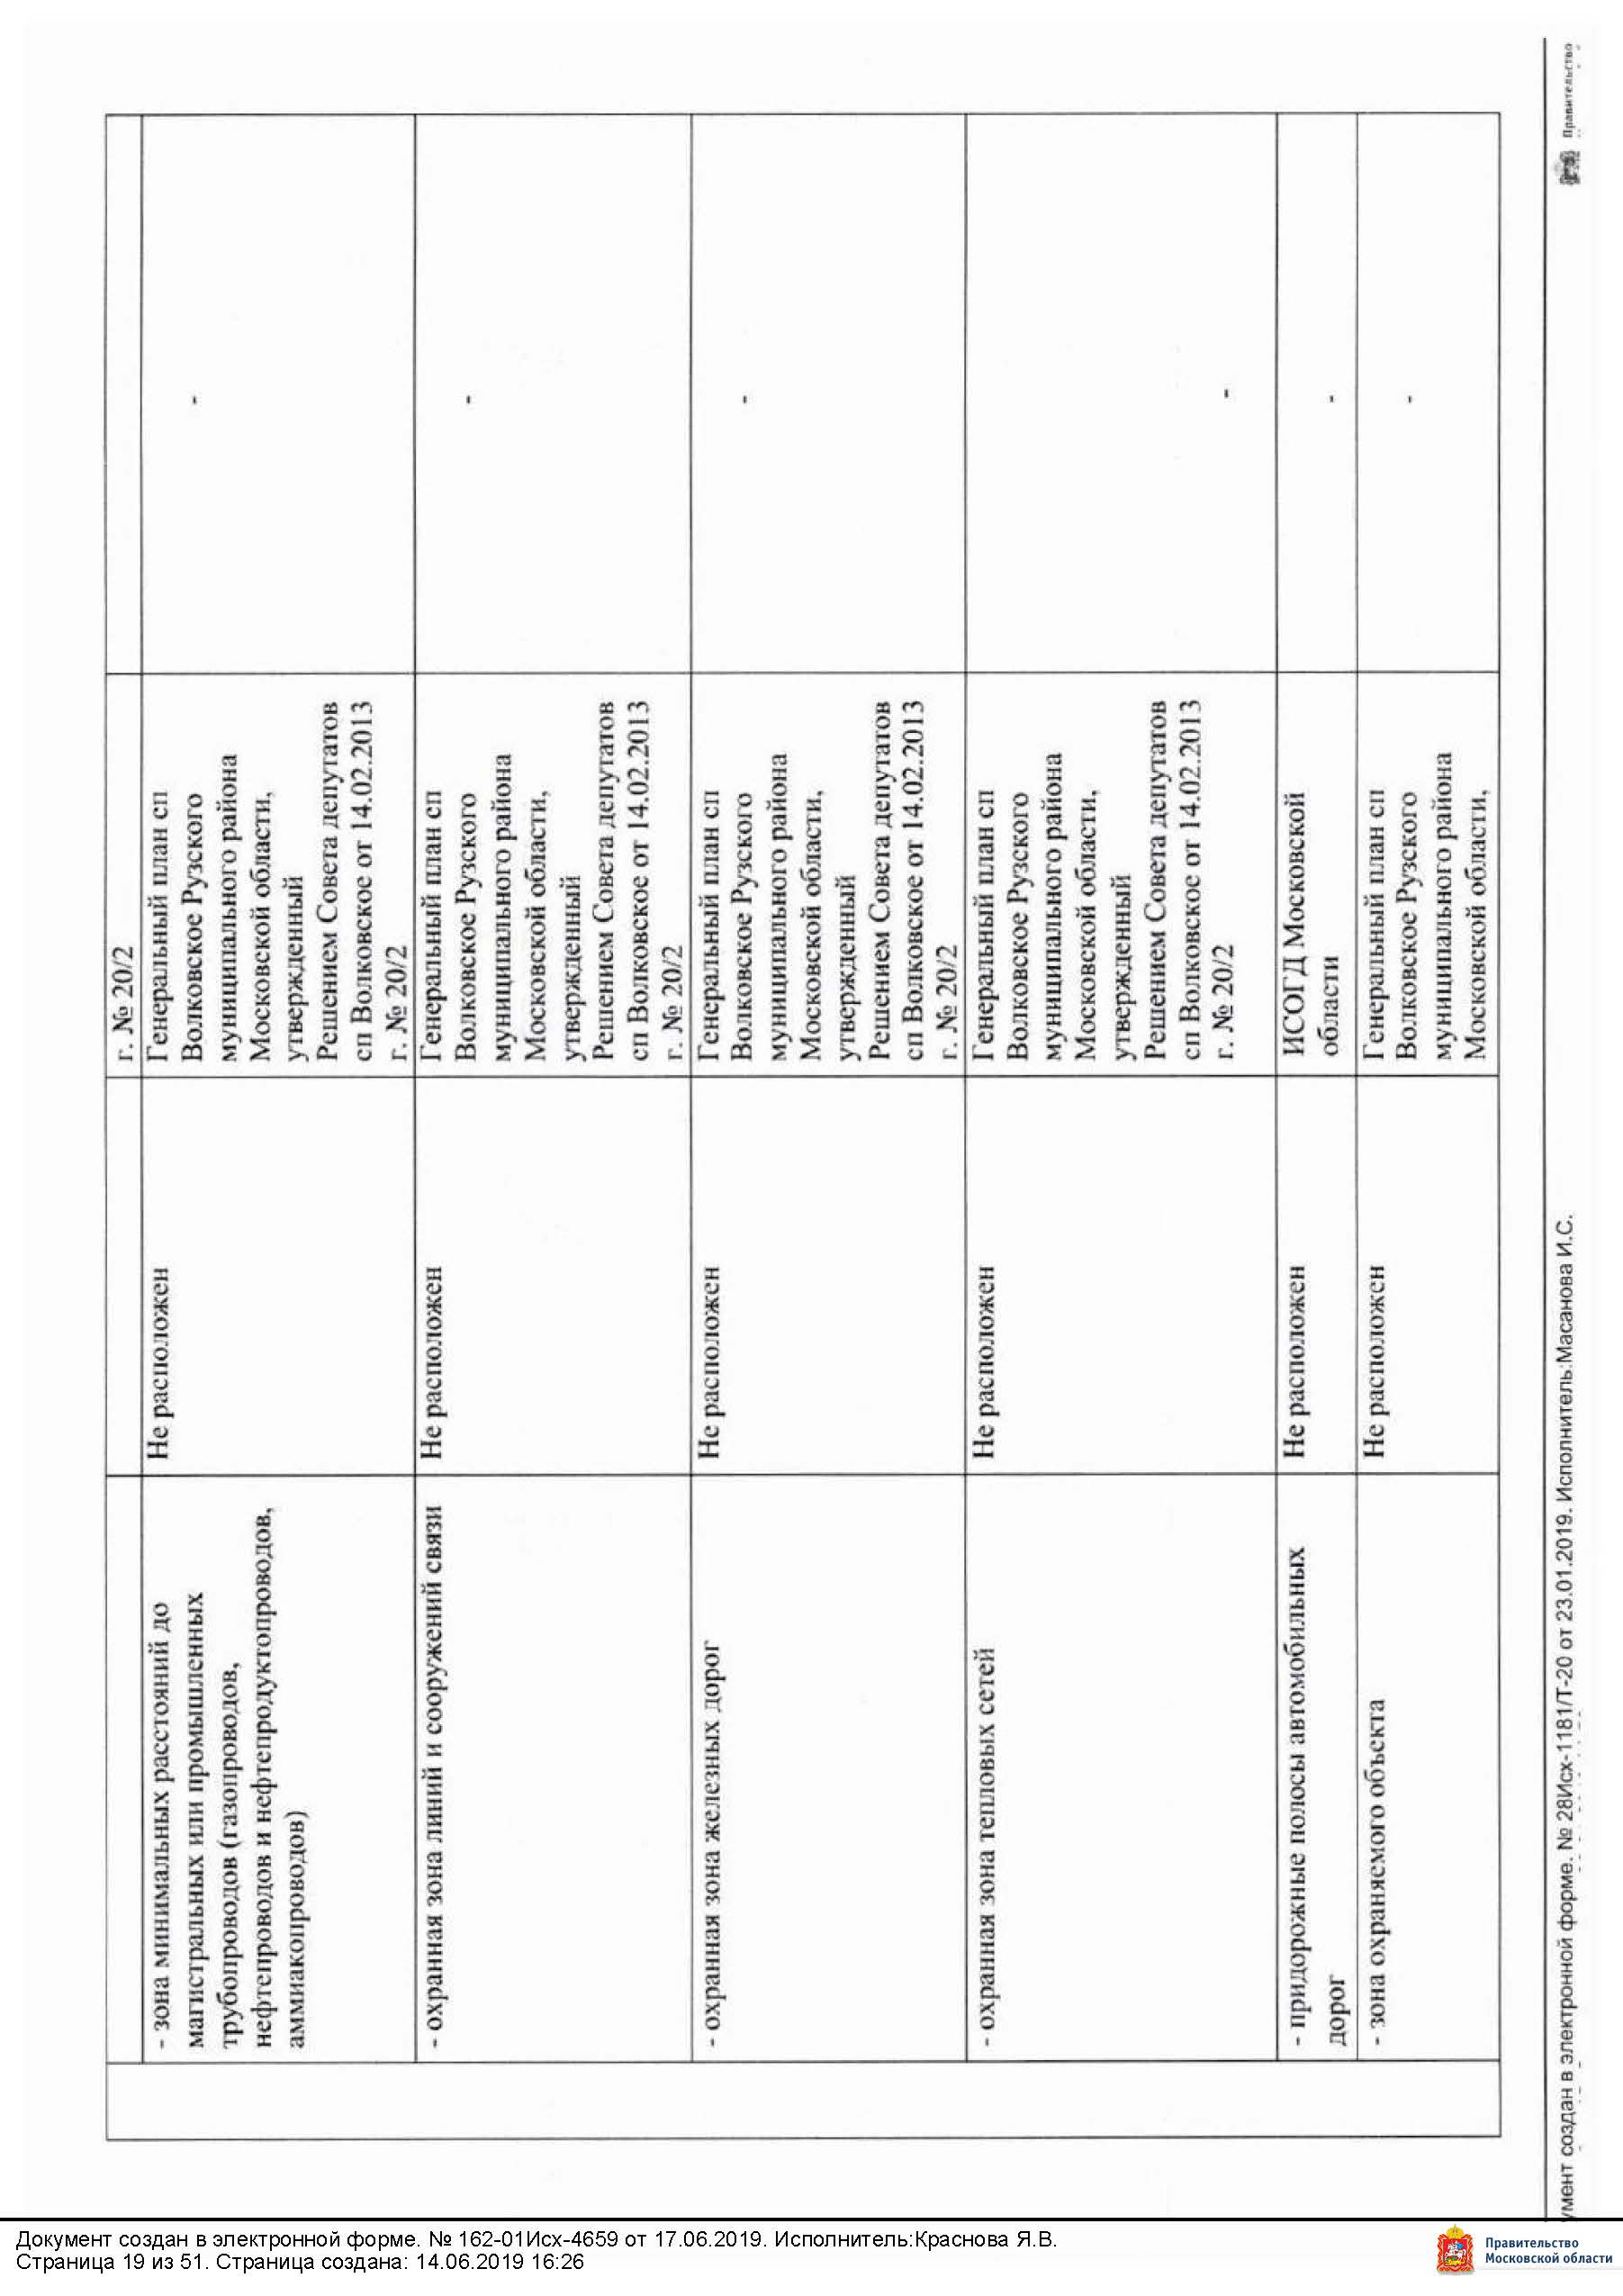 г. № 20/2
- зона минимальных расстояний до
магистральных или промышленных
трубопроводов (газопроводов,
нефтепроводов и нефтепродуктопроводов,
аммиакопроводов)
Не расположен
Генеральный план сп
Волковское Рузского
муниципального района
Московской области,
утвержденный
Решением Совета депутатов
сп Волковское от 14.02.2013
г. № 20/2
-
- охранная зона линий и сооружений связи
Не расположен
Генеральный план сп
Волковское Рузского
муниципального района
Московской области,
утвержденный
Решением Совета депутатов
сп Волковское от 14.02.2013
г. № 20/2
-
- охранная зона железных дорог
Не расположен
Генеральный план сп
Волковское Рузского
муниципального района
Московской области,
утвержденный
Решением Совета депутатов
сп Волковское от 14.02.2013
г. № 20/2
-
- охранная зона тепловых сетей
Не расположен
Генеральный план сп
Волковское Рузского
муниципального района
Московской области,
утвержденный
Решением Совета депутатов
сп Волковское от 14.02.2013
г. № 20/2
-
- придорожные полосы автомобильных
дорог
Не расположен
ИСОГД Московской
области
-
- зона охраняемого объекта
Не расположен
Генеральный план сп
Волковское Рузского
муниципального района
Московской области,
-
умент создан в электронной форме. № 28Исх-1181/Т-20 от 23.01.2019. Исполнитель:Масанова И.С.
Правительство
Документ создан в электронной форме. № 162-01Исх-4659 от 17.06.2019. Исполнитель:Краснова Я.В.
Страница 19 из 51. Страница создана: 14.06.2019 16:26
Правительство
Московской области